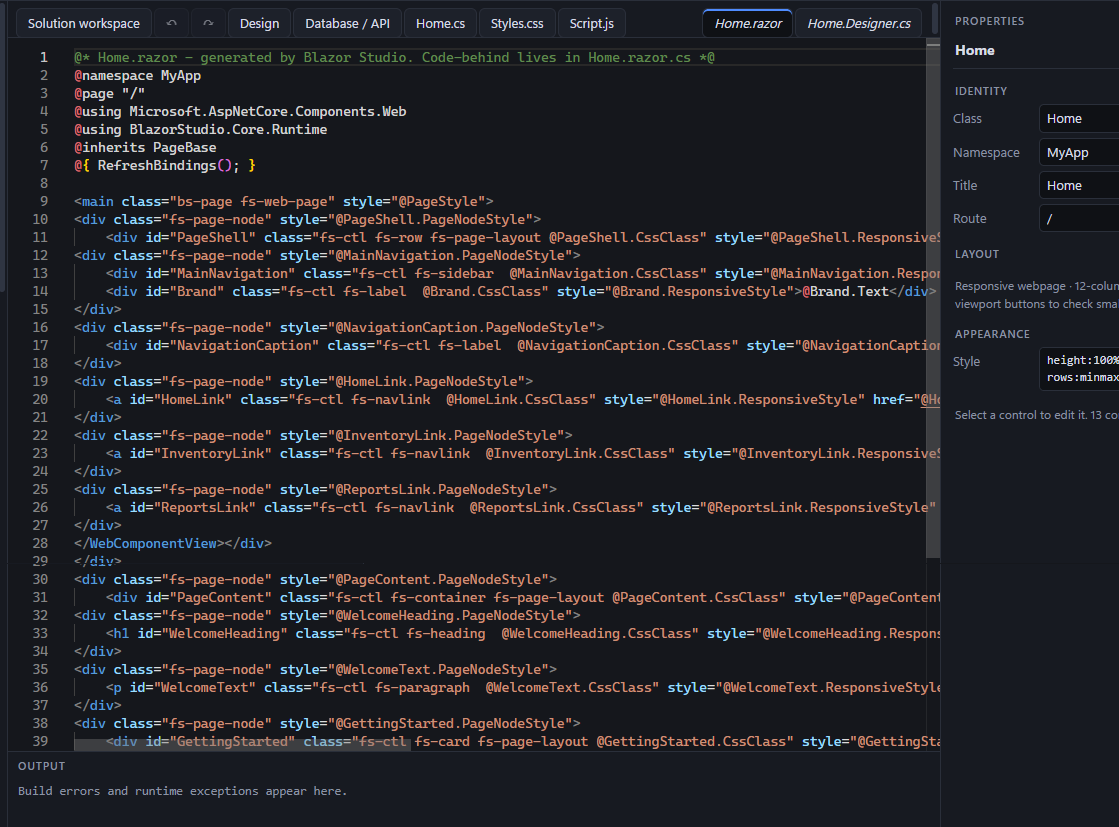 Solution workspace
Design
Database / API
Home.cs
Styles.css
Script.js
Home.razor
Home.Designer.cs
1 @* Home.razor – generated by Blazor Studio. Code-behind lives in Home.razor.cs *@
2 @namespace MyApp
3 @page "/"
4 @using Microsoft.AspNetCore.Components.Web
5 @using BlazorStudio.Core.Runtime
6 @inherits PageBase
7 @{ RefreshBindings(); }
8
9 <main class="bs-page fs-web-page" style="@PageStyle">
10 <div class="fs-page-node" style="@PageShell.PageNodeStyle">
11 <div id="PageShell" class="fs-ctl fs-row fs-page-layout @PageShell.CssClass" style="@PageShell.ResponsiveS
12 <div class="fs-page-node" style="@MainNavigation.PageNodeStyle">
13 <div id="MainNavigation" class="fs-ctl fs-sidebar  @MainNavigation.CssClass" style="@MainNavigation.Respon
14 <div id="Brand" class="fs-ctl fs-label  @Brand.CssClass" style="@Brand.ResponsiveStyle">@Brand.Text</div>
15 </div>
16 <div class="fs-page-node" style="@NavigationCaption.PageNodeStyle">
17 <div id="NavigationCaption" class="fs-ctl fs-label  @NavigationCaption.CssClass" style="@NavigationCaption
18 </div>
19 <div class="fs-page-node" style="@HomeLink.PageNodeStyle">
20 <a id="HomeLink" class="fs-ctl fs-navlink  @HomeLink.CssClass" style="@HomeLink.ResponsiveStyle" href="@Ho
21 </div>
22 <div class="fs-page-node" style="@InventoryLink.PageNodeStyle">
23 <a id="InventoryLink" class="fs-ctl fs-navlink  @InventoryLink.CssClass" style="@InventoryLink.ResponsiveS
24 </div>
25 <div class="fs-page-node" style="@ReportsLink.PageNodeStyle">
26 <a id="ReportsLink" class="fs-ctl fs-navlink  @ReportsLink.CssClass" style="@ReportsLink.ResponsiveStyle"
27 </div>
28 </WebComponentView></div>
29 </div>
30 <div class="fs-page-node" style="@PageContent.PageNodeStyle">
31 <div id="PageContent" class="fs-ctl fs-container fs-page-layout @PageContent.CssClass" style="@PageContent
32 <div class="fs-page-node" style="@WelcomeHeading.PageNodeStyle">
33 <h1 id="WelcomeHeading" class="fs-ctl fs-heading  @WelcomeHeading.CssClass" style="@WelcomeHeading.Respons
34 </div>
35 <div class="fs-page-node" style="@WelcomeText.PageNodeStyle">
36 <p id="WelcomeText" class="fs-ctl fs-paragraph  @WelcomeText.CssClass" style="@WelcomeText.ResponsiveStyle
37 </div>
38 <div class="fs-page-node" style="@GettingStarted.PageNodeStyle">
39 <div id="GettingStarted" class="fs-ctl fs-card fs-page-layout @GettingStarted.CssClass" style="@GettingSta
OUTPUT
Build errors and runtime exceptions appear here.
PROPERTIES
Home
IDENTITY
Class Home
Namespace MyApp
Title Home
Route /
LAYOUT
Responsive webpage · 12-colum
viewport buttons to check sma
APPEARANCE
Style height:100%
rows:minmax
Select a control to edit it. 13 co